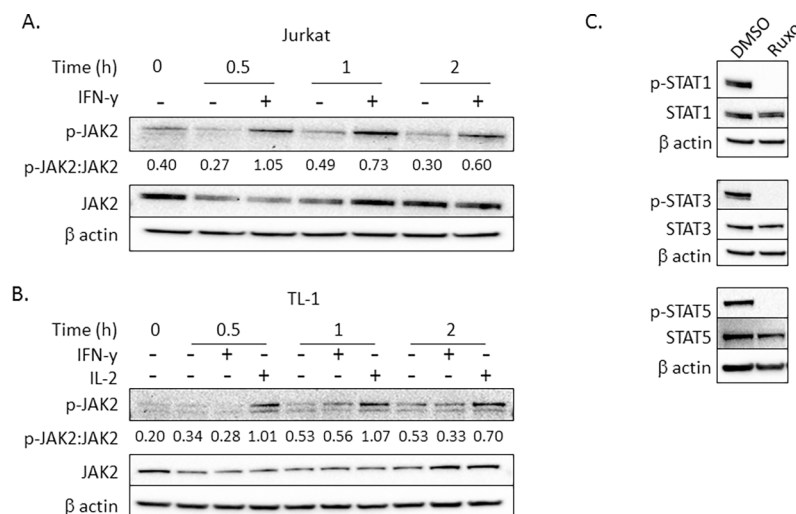 A.
Jurkat
Time (h) 0 0.5 1 2
IFN-y - - + - + - +
p-JAK2
p-JAK2:JAK2 0.40 0.27 1.05 0.49 0.73 0.30 0.60
JAK2
β actin
B.
TL-1
Time (h) 0 0.5 1 2
IFN-y - - + - - + - - + -
IL-2 - - - + - - + - - +
p-JAK2
p-JAK2:JAK2 0.20 0.34 0.28 1.01 0.53 0.56 1.07 0.53 0.33 0.70
JAK2
β actin
C.
DMSO Ruxo
p-STAT1
STAT1
β actin
p-STAT3
STAT3
β actin
p-STAT5
STAT5
β actin